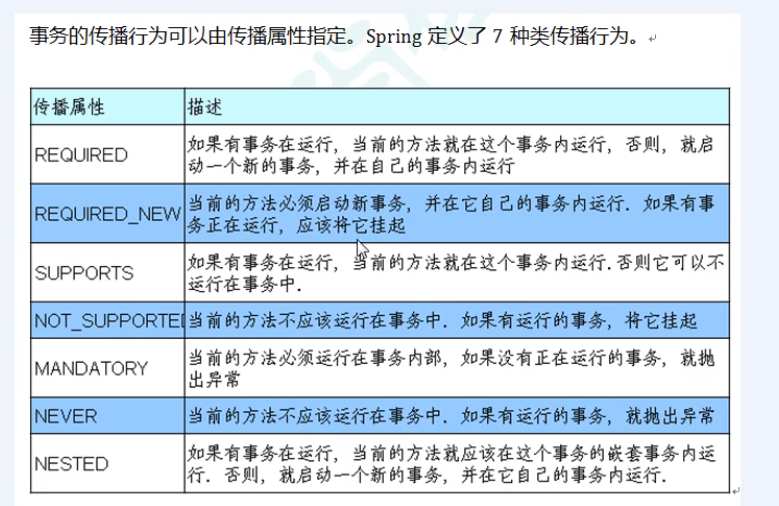 事务的传播行为可以由传播属性指定。Spring 定义了 7 种类传播行为。
传播属性 描述
REQUIRED 如果有事务在运行，当前的方法就在这个事务内运行，否则，就启
动一个新的事务，并在自己的事务内运行
REQUIRED_NEW 当前的方法必须启动新事务，并在它自己的事务内运行. 如果有事
务正在运行，应该将它挂起
SUPPORTS 如果有事务在运行，当前的方法就在这个事务内运行.否则它可以不
运行在事务中.
NOT_SUPPORTE 当前的方法不应该运行在事务中. 如果有运行的事务，将它挂起
MANDATORY 当前的方法必须运行在事务内部，如果没有正在运行的事务，就抛
出异常
NEVER 当前的方法不应该运行在事务中. 如果有运行的事务，就抛出异常
NESTED 如果有事务在运行，当前的方法就应该在这个事务的嵌套事务内运
行. 否则，就启动一个新的事务，并在它自己的事务内运行.